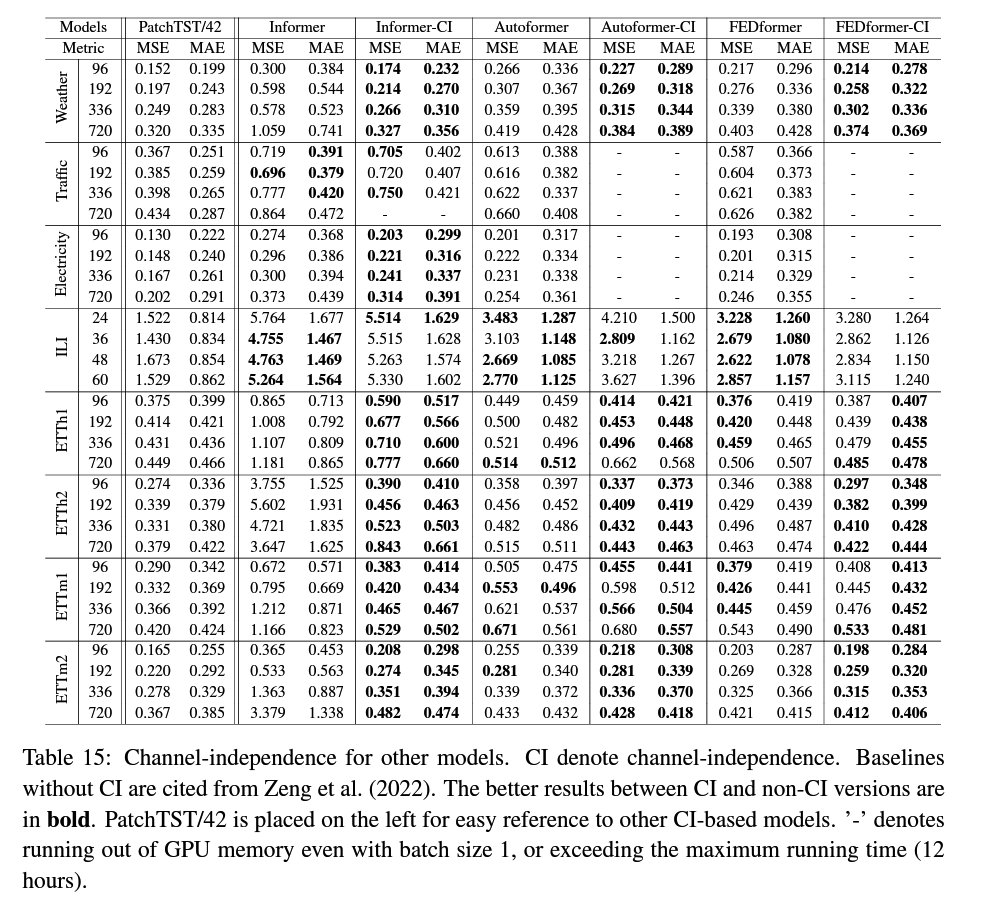 Models PatchTST/42 Informer Informer-CI Autoformer Autoformer-CI FEDformer FEDformer-CI
Metric MSE MAE MSE MAE MSE MAE MSE MAE MSE MAE MSE MAE MSE MAE
Weather
96 0.152 0.199 0.300 0.384 0.174 0.232 0.266 0.336 0.227 0.289 0.217 0.296 0.214 0.278
192 0.197 0.243 0.598 0.544 0.214 0.270 0.307 0.367 0.269 0.318 0.276 0.336 0.258 0.322
336 0.249 0.283 0.578 0.523 0.266 0.310 0.359 0.395 0.315 0.344 0.339 0.380 0.302 0.336
720 0.320 0.335 1.059 0.741 0.327 0.356 0.419 0.428 0.384 0.389 0.403 0.428 0.374 0.369
Traffic
96 0.367 0.251 0.719 0.391 0.705 0.402 0.613 0.388 - - 0.587 0.366 - -
192 0.385 0.259 0.696 0.379 0.720 0.407 0.616 0.382 - - 0.604 0.373 - -
336 0.398 0.265 0.777 0.420 0.750 0.421 0.622 0.337 - - 0.621 0.383 - -
720 0.434 0.287 0.864 0.472 - - 0.660 0.408 - - 0.626 0.382 - -
Electricity
96 0.130 0.222 0.274 0.368 0.203 0.299 0.201 0.317 - - 0.193 0.308 - -
192 0.148 0.240 0.296 0.386 0.221 0.316 0.222 0.334 - - 0.201 0.315 - -
336 0.167 0.261 0.300 0.394 0.241 0.337 0.231 0.338 - - 0.214 0.329 - -
720 0.202 0.291 0.373 0.439 0.314 0.391 0.254 0.361 - - 0.246 0.355 - -
ILI
24 1.522 0.814 5.764 1.677 5.514 1.629 3.483 1.287 4.210 1.500 3.228 1.260 3.280 1.264
36 1.430 0.834 4.755 1.467 5.515 1.628 3.103 1.148 2.809 1.162 2.679 1.080 2.862 1.126
48 1.673 0.854 4.763 1.469 5.263 1.574 2.669 1.085 3.218 1.267 2.622 1.078 2.834 1.150
60 1.529 0.862 5.264 1.564 5.330 1.602 2.770 1.125 3.627 1.396 2.857 1.157 3.115 1.240
ETTh1
96 0.375 0.399 0.865 0.713 0.590 0.517 0.449 0.459 0.414 0.421 0.376 0.419 0.387 0.407
192 0.414 0.421 1.008 0.792 0.677 0.566 0.500 0.482 0.453 0.448 0.420 0.448 0.439 0.438
336 0.431 0.436 1.107 0.809 0.710 0.600 0.521 0.496 0.496 0.468 0.459 0.465 0.479 0.455
720 0.449 0.466 1.181 0.865 0.777 0.660 0.514 0.512 0.662 0.568 0.506 0.507 0.485 0.478
ETTh2
96 0.274 0.336 3.755 1.525 0.390 0.410 0.358 0.397 0.337 0.373 0.346 0.388 0.297 0.348
192 0.339 0.379 5.602 1.931 0.456 0.463 0.456 0.452 0.409 0.419 0.429 0.439 0.382 0.399
336 0.331 0.380 4.721 1.835 0.523 0.503 0.482 0.486 0.432 0.443 0.496 0.487 0.410 0.428
720 0.379 0.422 3.647 1.625 0.843 0.661 0.515 0.511 0.443 0.463 0.463 0.474 0.422 0.444
ETTm1
96 0.290 0.342 0.672 0.571 0.383 0.414 0.505 0.475 0.455 0.441 0.379 0.419 0.408 0.413
192 0.332 0.369 0.795 0.669 0.420 0.434 0.553 0.496 0.598 0.512 0.426 0.441 0.445 0.432
336 0.366 0.392 1.212 0.871 0.465 0.467 0.621 0.537 0.566 0.504 0.445 0.459 0.476 0.452
720 0.420 0.424 1.166 0.823 0.529 0.502 0.671 0.561 0.680 0.557 0.543 0.490 0.533 0.481
ETTm2
96 0.165 0.255 0.365 0.453 0.208 0.298 0.255 0.339 0.218 0.308 0.203 0.287 0.198 0.284
192 0.220 0.292 0.533 0.563 0.274 0.345 0.281 0.340 0.281 0.339 0.269 0.328 0.259 0.320
336 0.278 0.329 1.363 0.887 0.351 0.394 0.339 0.372 0.336 0.370 0.325 0.366 0.315 0.353
720 0.367 0.385 3.379 1.338 0.482 0.474 0.433 0.432 0.428 0.418 0.421 0.415 0.412 0.406
Table 15: Channel-independence for other models. CI denote channel-independence. Baselines
without CI are cited from Zeng et al. (2022). The better results between CI and non-CI versions are
in bold. PatchTST/42 is placed on the left for easy reference to other CI-based models. ’-’ denotes
running out of GPU memory even with batch size 1, or exceeding the maximum running time (12
hours).